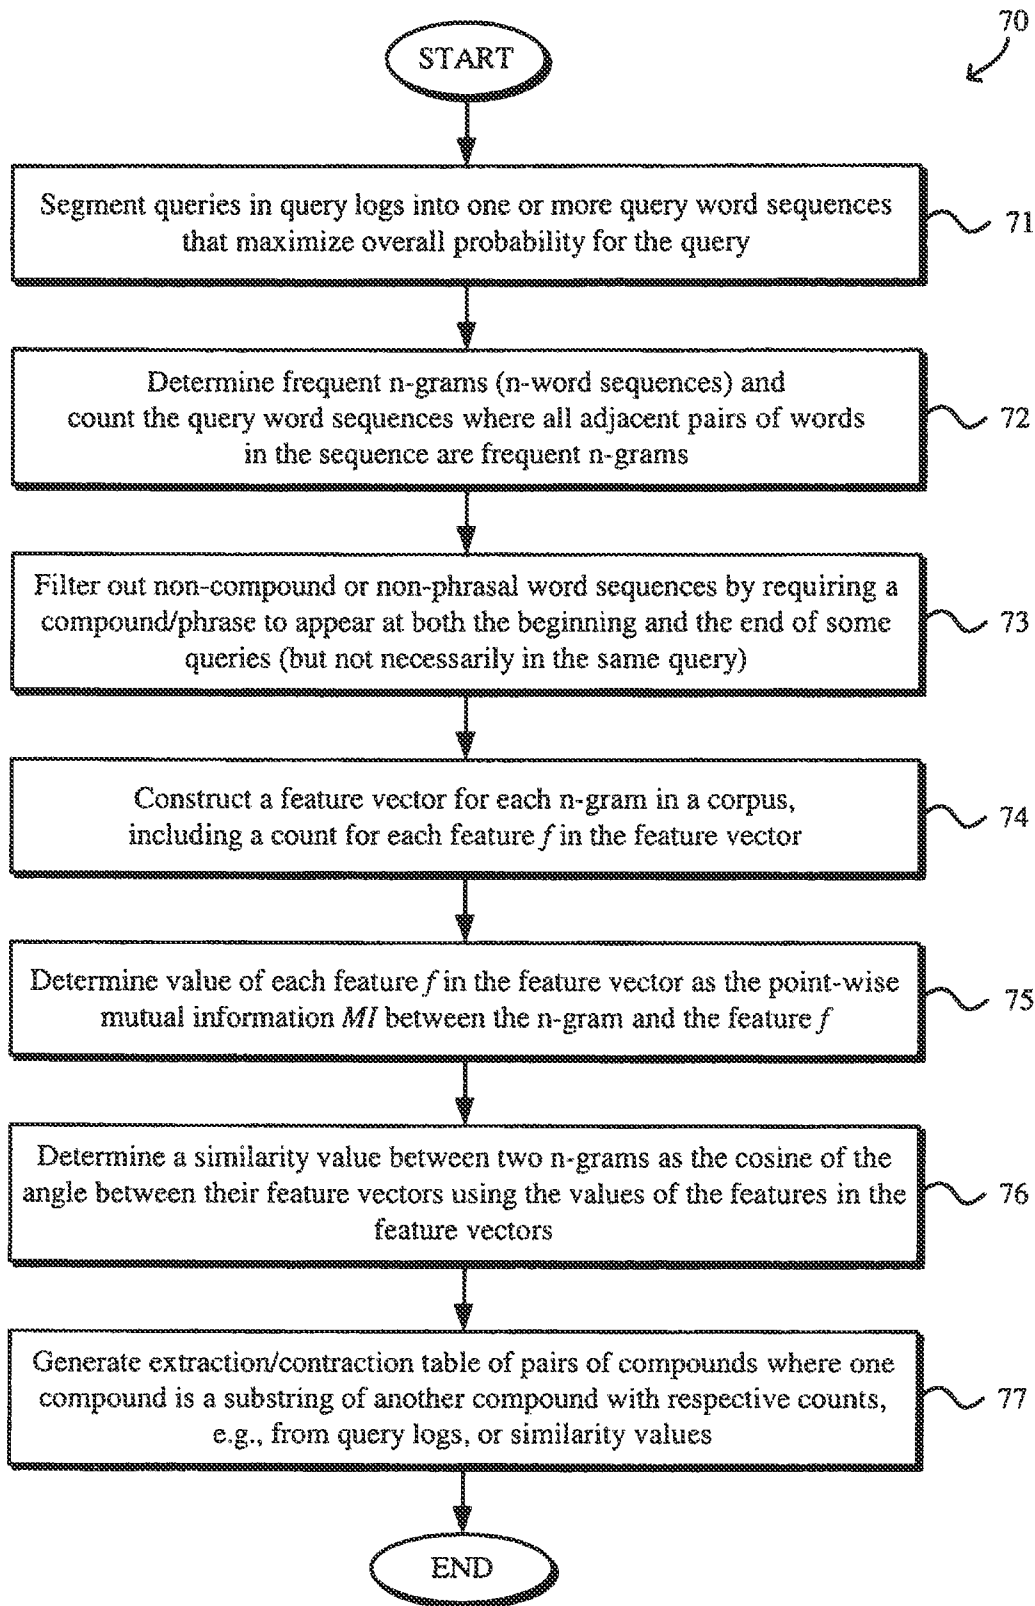 70
START
Segment queries in query logs into one or more query word sequences
that maximize overall probability for the query
71
Determine frequent n-grams (n-word sequences) and
count the query word sequences where all adjacent pairs of words
in the sequence are frequent n-grams
72
Filter out non-compound or non-phrasal word sequences by requiring a
compound/phrase to appear at both the beginning and the end of some
queries (but not necessarily in the same query)
73
Construct a feature vector for each n-gram in a corpus,
including a count for each feature f in the feature vector
74
Determine value of each feature f in the feature vector as the point-wise
mutual information MI between the n-gram and the feature f
75
Determine a similarity value between two n-grams as the cosine of the
angle between their feature vectors using the values of the features in the
feature vectors
76
Generate extraction/contraction table of pairs of compounds where one
compound is a substring of another compound with respective counts,
e.g., from query logs, or similarity values
77
END